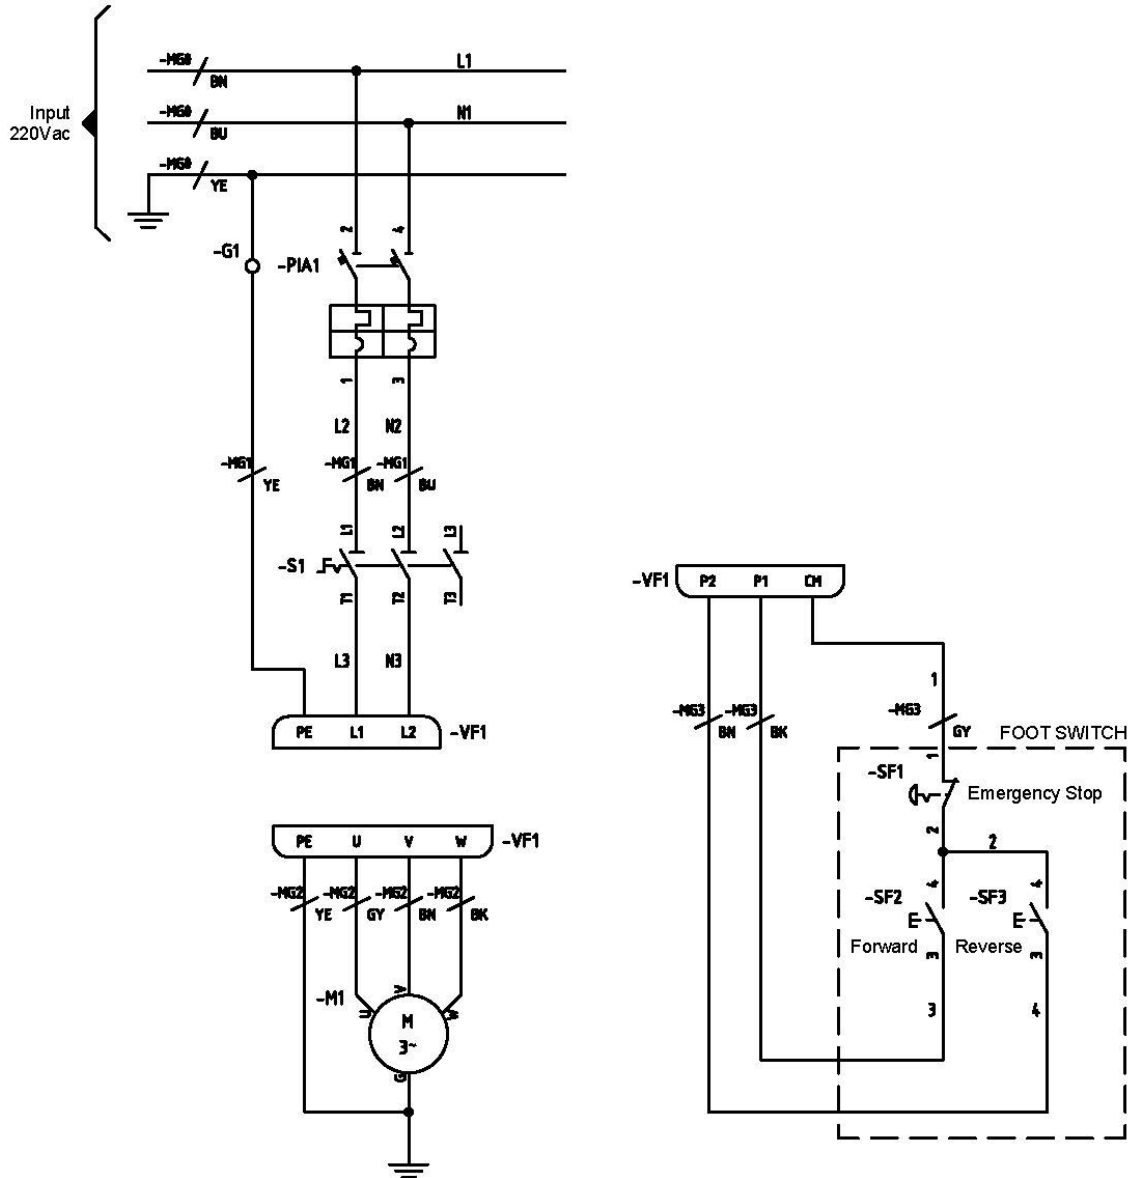 -MG0
L1
BN
Input
220Vac
-MG0
N1
BU
-MG0
YE
2
4
-G1
-PIA1
1
3
L2
N2
-MG1
-MG1
-MG1
YE
BN
BU
L1
L2
L3
-S1
T1
T2
T3
L3
N3
PE
L1
L2
-VF1
-VF1
P2
P1
CM
1
-MG3
-MG3
-MG3
BN
BK
GY
FOOT SWITCH
1
-SF1
Emergency Stop
2
2
4
4
-SF2
-SF3
Forward
Reverse
3
3
3
4
PE
U
V
W
-VF1
-MG2
-MG2
-MG2
-MG2
YE
GY
BN
BK
-M1
U
V
W
M
3~
G